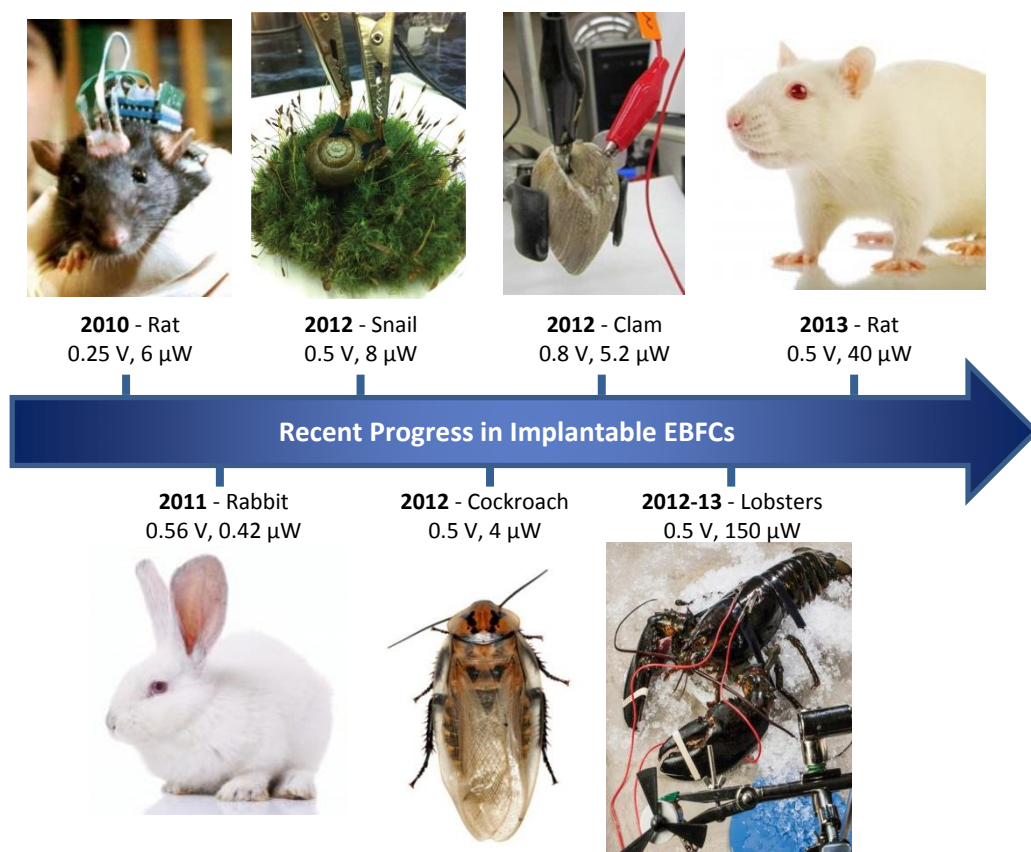 2010 - Rat
0.25 V, 6 µW
2012 - Snail
0.5 V, 8 µW
2012 - Clam
0.8 V, 5.2 µW
2013 - Rat
0.5 V, 40 µW
Recent Progress in Implantable EBFCs
2011 - Rabbit
0.56 V, 0.42 µW
2012 - Cockroach
0.5 V, 4 µW
2012-13 - Lobsters
0.5 V, 150 µW